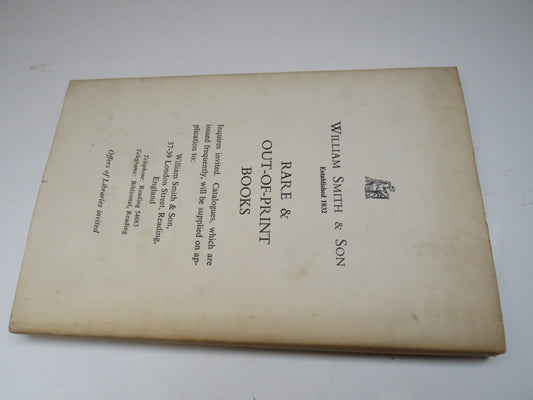 WILLIAM SMITH & SON
Established 1832
RARE &
OUT-OF-PRINT
BOOKS
Inquires invited. Catalogues, which are
issued frequently, will be supplied on ap-
plication to:
William Smith & Son,
37-39 London Street, Reading,
England
Telephone: Reading 54683
Telegrams: Bibliomat, Reading
Offers of Libraries invited